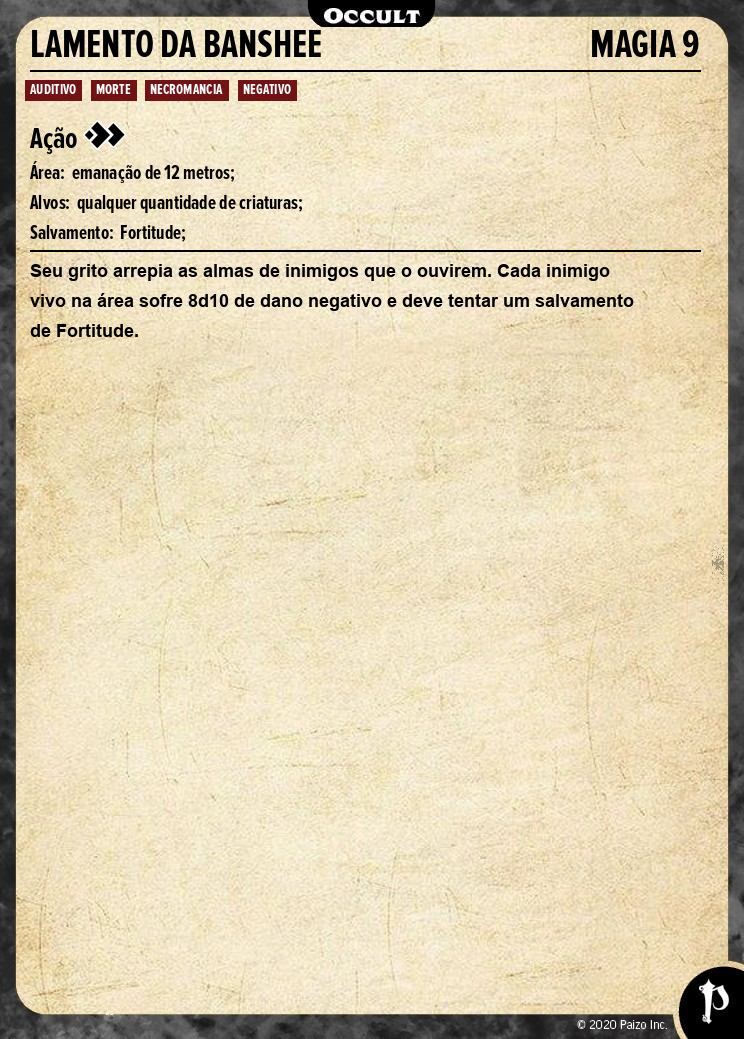 Occult
LAMENTO DA BANSHEE MAGIA 9
AUDITIVO MORTE NECROMANCIA NEGATIVO
Ação
Área: emanação de 12 metros;
Alvos: qualquer quantidade de criaturas;
Salvamento: Fortitude;
Seu grito arrepia as almas de inimigos que o ouvirem. Cada inimigo
vivo na área sofre 8d10 de dano negativo e deve tentar um salvamento
de Fortitude.
© 2020 Paizo Inc.
P